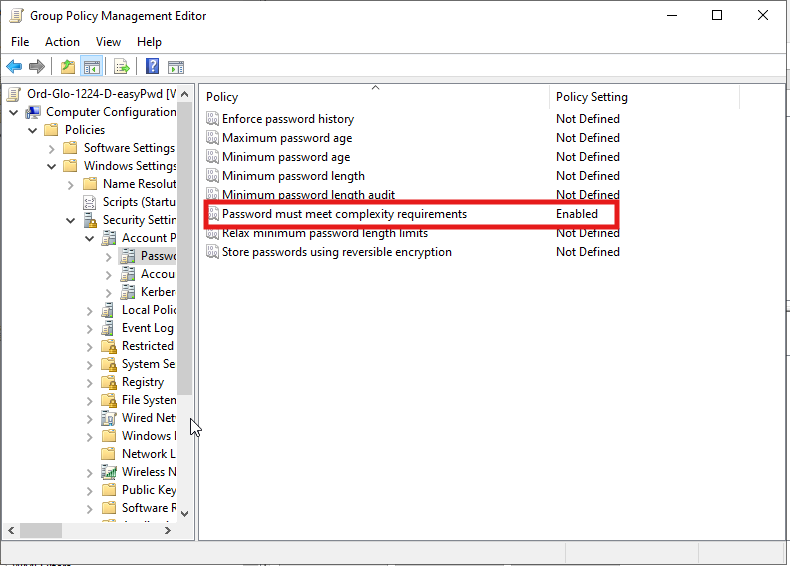 Group Policy Management Editor
File Action View Help
Ord-Glo-1224-D-easyPwd [W
Computer Configuration
Policies
Software Settings
Windows Settings
Name Resolut
Scripts (Startu
Security Settin
Account P
Passwo
Accou
Kerber
Local Polic
Event Log
Restricted
System Se
Registry
File System
Wired Net
Windows
Network L
Wireless N
Public Key
Software R
Policy Policy Setting
Enforce password history Not Defined
Maximum password age Not Defined
Minimum password age Not Defined
Minimum password length Not Defined
Minimum password length audit Not Defined
Password must meet complexity requirements Enabled
Relax minimum password length limits Not Defined
Store passwords using reversible encryption Not Defined